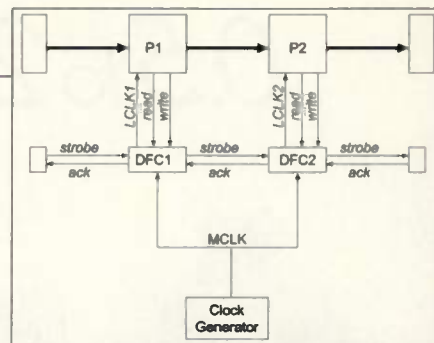 P1
P2
LCLK1
read
write
LCLK2
read
write
strobe
DFC1
strobe
DFC2
strobe
ack
ack
ack
MCLK
Clock
Generator